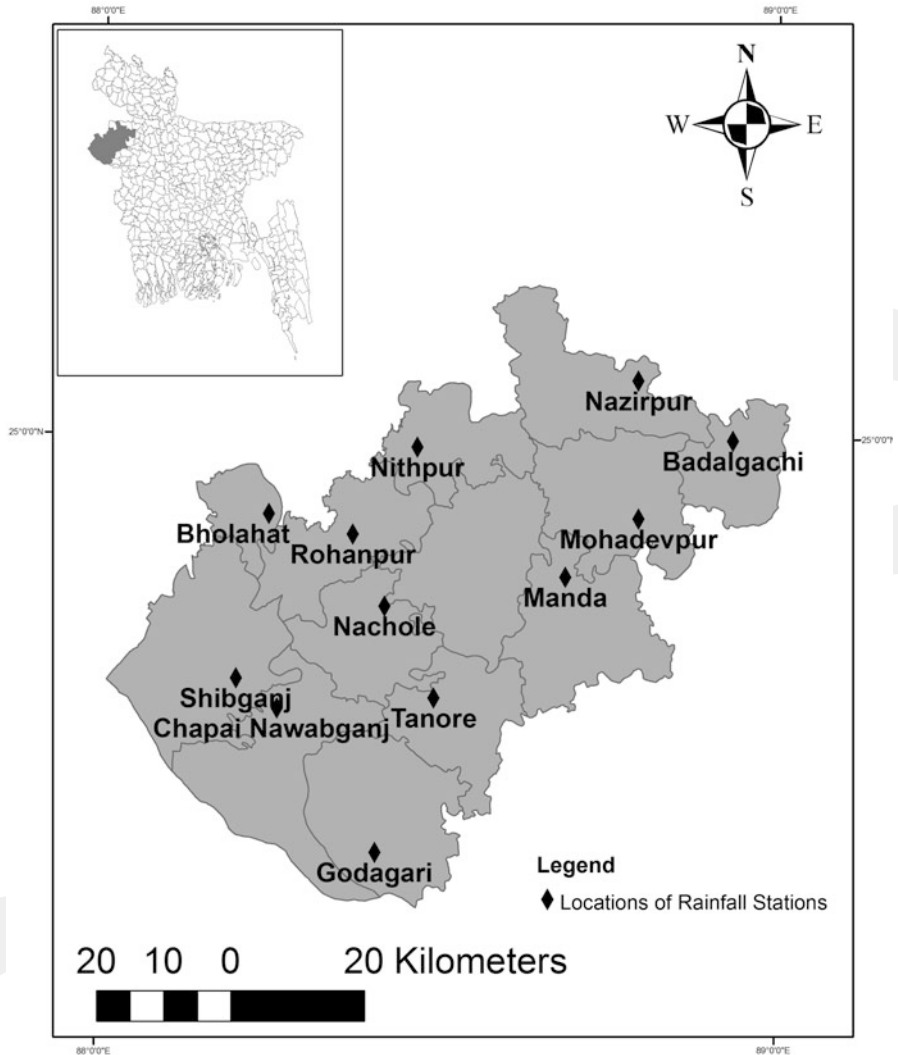 88°0'0"E
89°0'0"E
N
W
E
S
25°0'0"N
25°0'0"N
Nazirpur
Badalgachi
Nithpur
Bholahat
Rohanpur
Mohadevpur
Manda
Nachole
Shibganj
Chapai Nawabganj
Tanore
Godagari
Legend
Locations of Rainfall Stations
20 10 0 20 Kilometers
88°0'0"E
89°0'0"E